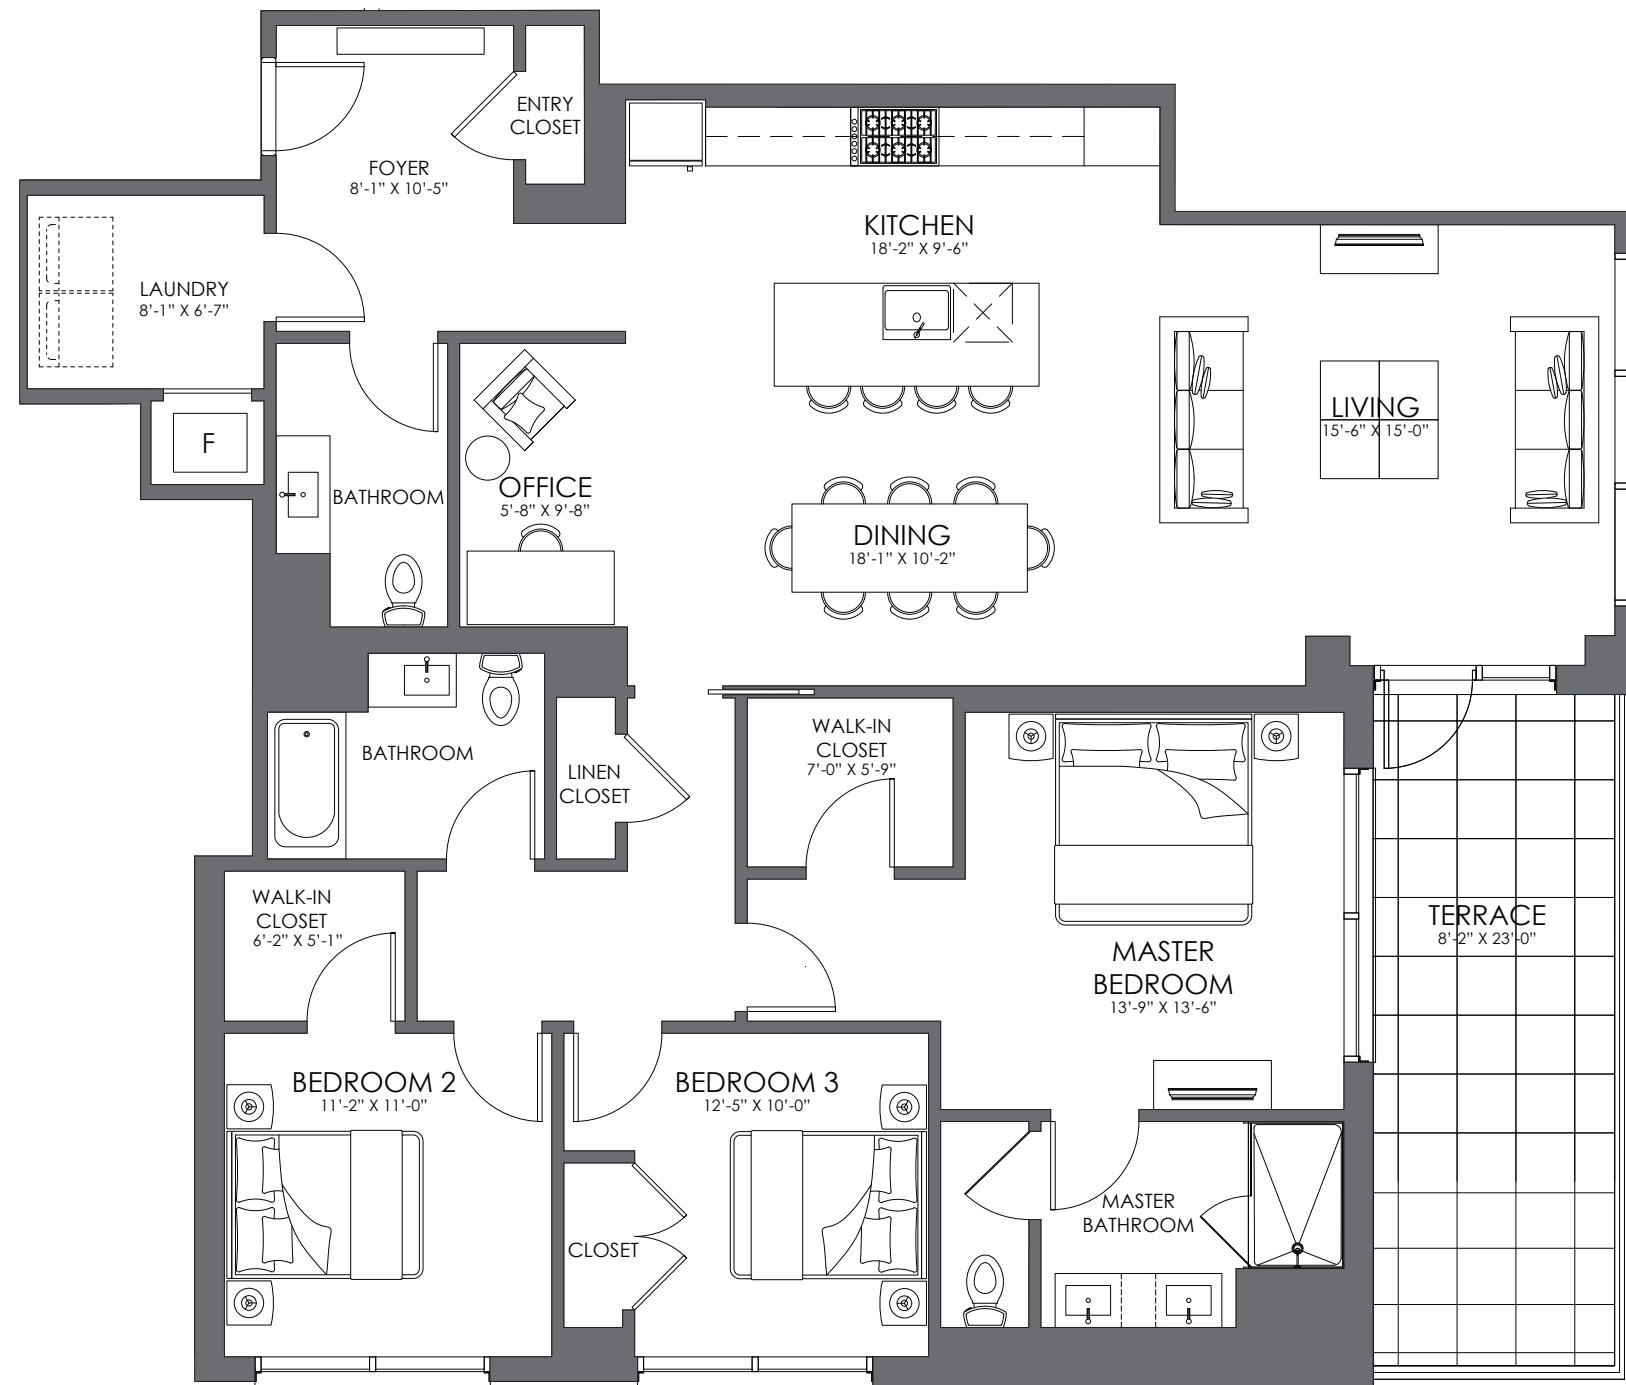 ENTRY
CLOSET
FOYER
8'-1" X 10'-5"
KITCHEN
18'-2" X 9'-6"
LAUNDRY
8'-1" X 6'-7"
LIVING
15'-6" X 15'-0"
F
BATHROOM
OFFICE
5'-8" X 9'-8"
DINING
18'-1" X 10'-2"
BATHROOM
LINEN
CLOSET
WALK-IN
CLOSET
7'-0" X 5'-9"
WALK-IN
CLOSET
6'-2" X 5'-1"
MASTER
BEDROOM
13'-9" X 13'-6"
TERRACE
8'-2" X 23'-0"
BEDROOM 2
11'-2" X 11'-0"
BEDROOM 3
12'-5" X 10'-0"
CLOSET
MASTER
BATHROOM